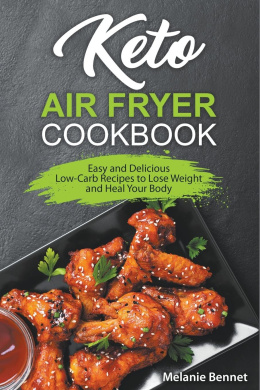 Keto
AIR FRYER
COOKBOOK
Easy and Delicious
Low-Carb Recipes to Lose Weight
and Heal Your Body
Melanie Bennet